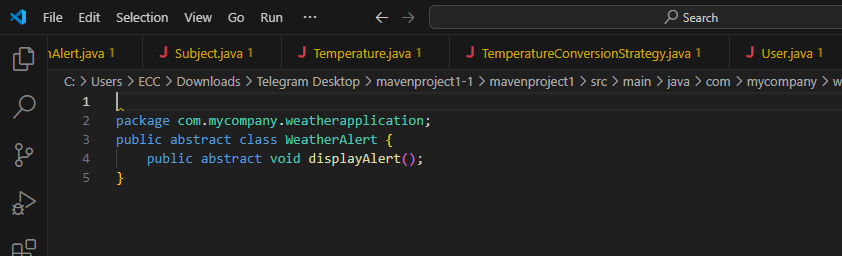 File Edit Selection View Go Run ··· ← → Search
nAlert.java 1 J Subject.java 1 J Temperature.java 1 J TemperatureConversionStrategy.java 1 J User.java 1
C: > Users > ECC > Downloads > Telegram Desktop > mavenproject1-1 > mavenproject1 > src > main > java > com > mycompany > w
1
2 package com.mycompany.weatherapplication;
3 public abstract class WeatherAlert {
4     public abstract void displayAlert();
5 }